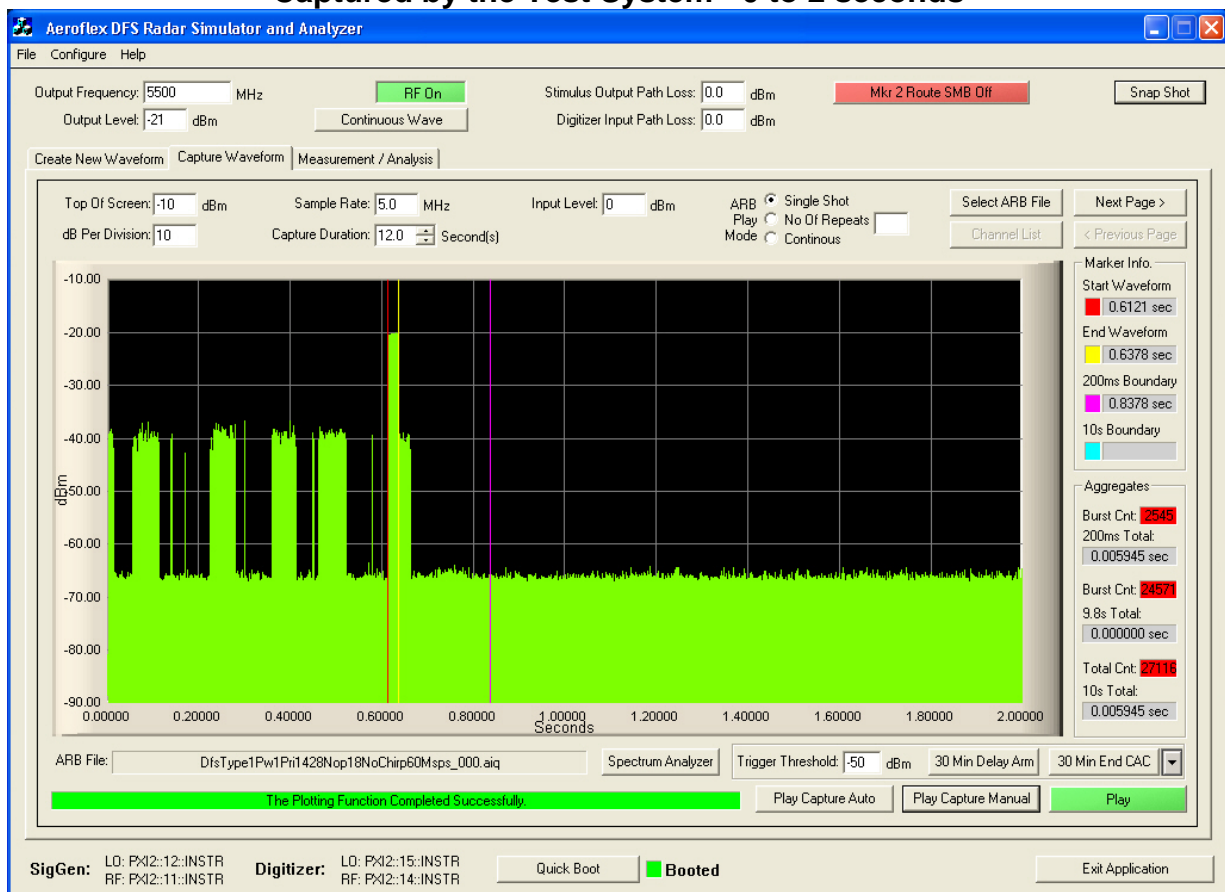 Captured by the Test System - 0 to 2 seconds
Aeroflex DFS Radar Simulator and Analyzer
File Configure Help
Output Frequency: 5500 MHz
RF On
Stimulus Output Path Loss: 0.0 dBm
Mkr 2 Route SMB Off
Snap Shot
Output Level: -21 dBm
Continuous Wave
Digitizer Input Path Loss: 0.0 dBm
Create New Waveform Capture Waveform Measurement / Analysis
Top Of Screen: -10 dBm
Sample Rate: 5.0 MHz
Input Level: 0 dBm
ARB Play Mode
Single Shot
No Of Repeats
Continous
Select ARB File
Next Page >
dB Per Division: 10
Capture Duration: 12.0 Second(s)
Channel List
< Previous Page
-10.00
-20.00
-30.00
-40.00
-50.00
-60.00
-70.00
-80.00
-90.00
dBm
0.00000 0.20000 0.40000 0.60000 0.80000 1.00000 1.20000 1.40000 1.60000 1.80000 2.00000
Seconds
Marker Info.
Start Waveform
0.6121 sec
End Waveform
0.6378 sec
200ms Boundary
0.8378 sec
10s Boundary
Aggregates
Burst Cnt: 2545
200ms Total:
0.005945 sec
Burst Cnt: 24571
9.8s Total:
0.000000 sec
Total Cnt: 27116
10s Total:
0.005945 sec
ARB File: DfsType1Pw1Pri1428Nop18NoChirp60Msps_000.aiq
Spectrum Analyzer
Trigger Threshold: -50 dBm
30 Min Delay Arm
30 Min End CAC
The Plotting Function Completed Successfully.
Play Capture Auto
Play Capture Manual
Play
SigGen: LO: PXI2::12::INSTR
RF: PXI2::11::INSTR
Digitizer: LO: PXI2::15::INSTR
RF: PXI2::14::INSTR
Quick Boot
Booted
Exit Application